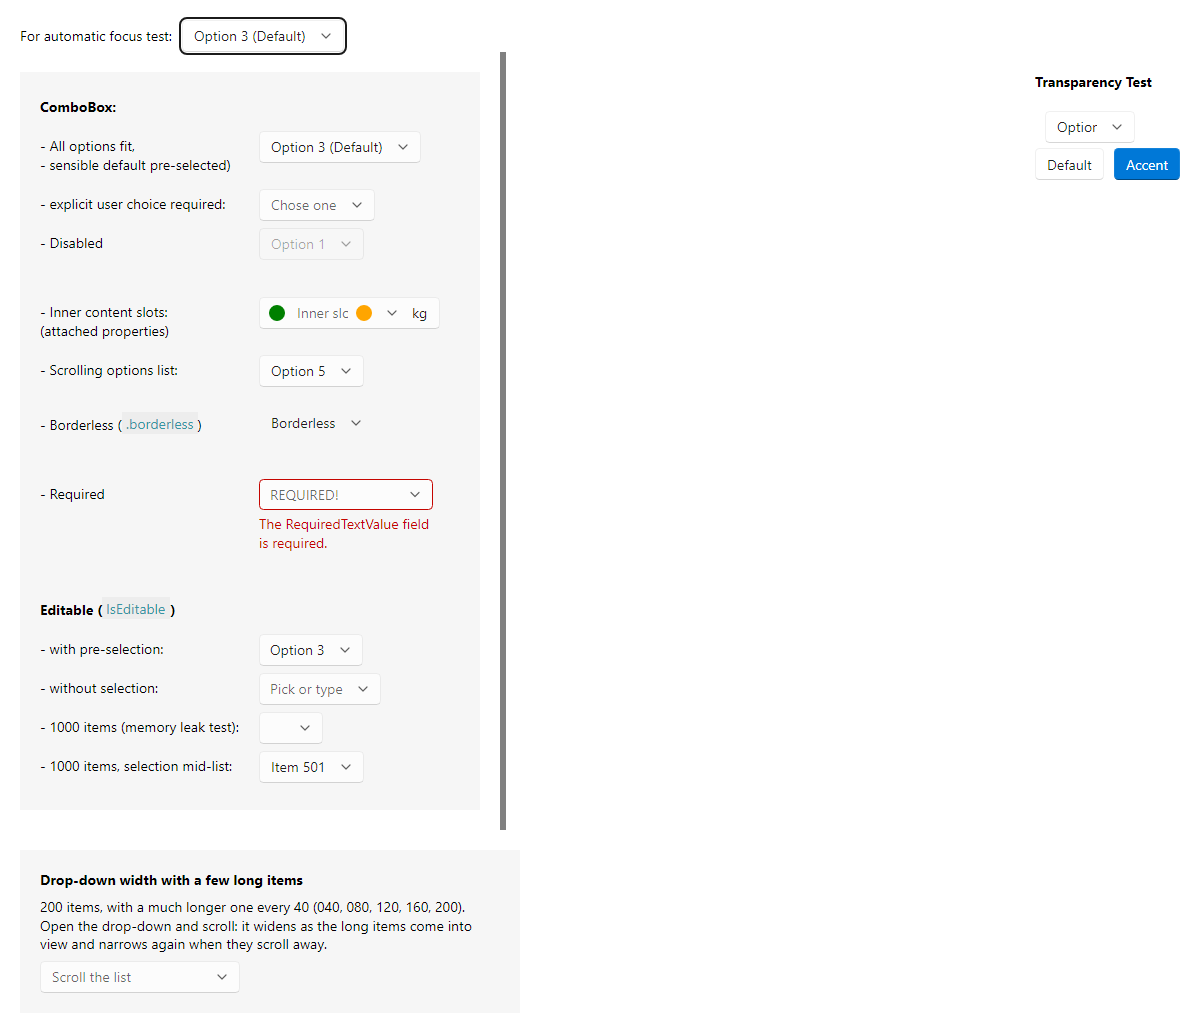 For automatic focus test: Option 3 (Default)
Transparency Test
ComboBox:
Optior
- All options fit,
- sensible default pre-selected)
Option 3 (Default)
Default Accent
- explicit user choice required: Chose one
- Disabled Option 1
- Inner content slots:
(attached properties)
Inner slc kg
- Scrolling options list: Option 5
- Borderless ( .borderless ) Borderless
- Required REQUIRED!
The RequiredTextValue field
is required.
Editable ( IsEditable )
- with pre-selection: Option 3
- without selection: Pick or type
- 1000 items (memory leak test):
- 1000 items, selection mid-list: Item 501
Drop-down width with a few long items
200 items, with a much longer one every 40 (040, 080, 120, 160, 200).
Open the drop-down and scroll: it widens as the long items come into
view and narrows again when they scroll away.
Scroll the list